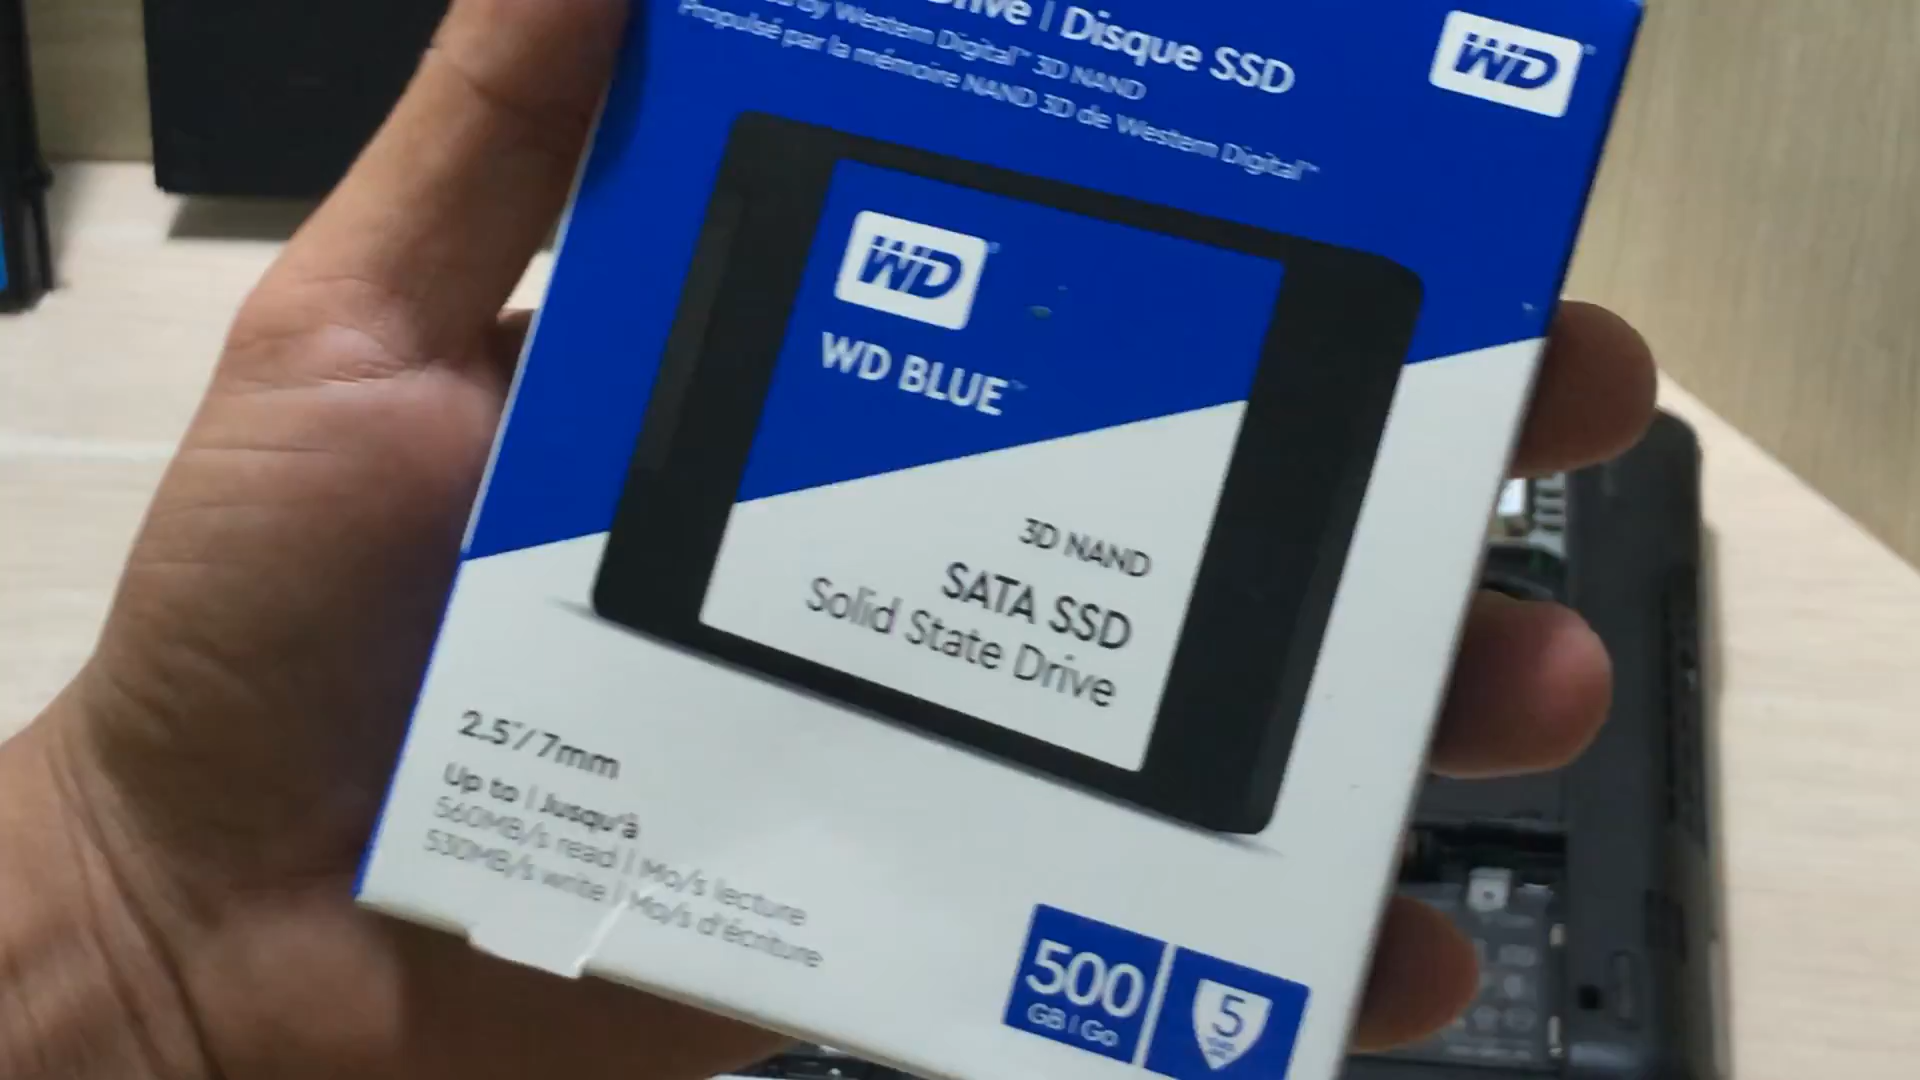 Drive | Disque SSD
by Western Digital™ 3D NAND
Propulsé par la mémoire NAND 3D de Western Digital™
WD
WD
WD BLUE™
3D NAND
SATA SSD
Solid State Drive
2.5"/7mm
Up to | Jusqu'à
560MB/s read | Mo/s lecture
530MB/s write | Mo/s d'écriture
500
GB | Go
5